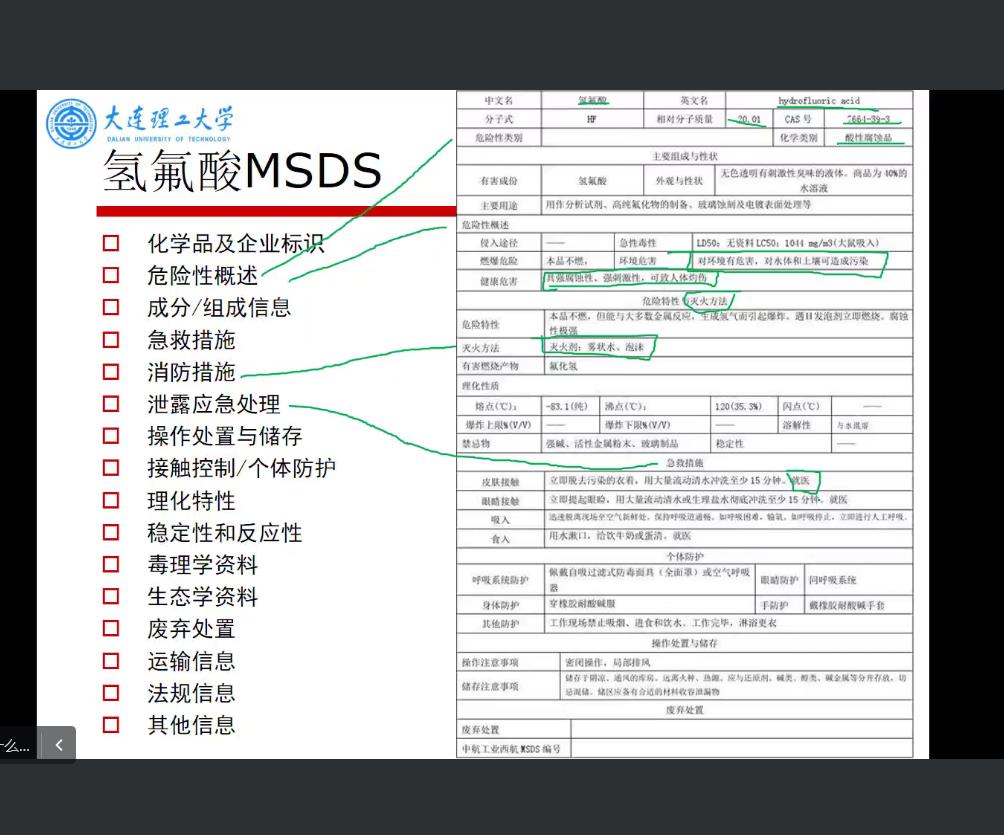 大连理工大学
DALIAN UNIVERSITY OF TECHNOLOGY
氢氟酸MSDS
化学品及企业标识
危险性概述
成分/组成信息
急救措施
消防措施
泄露应急处理
操作处置与储存
接触控制/个体防护
理化特性
稳定性和反应性
毒理学资料
生态学资料
废弃处置
运输信息
法规信息
其他信息
中文名 氢氟酸 英文名 hydrofluoric acid
分子式 HF 相对分子质量 20.01 CAS 号 7664-39-3
危险性类别 化学类别 酸性腐蚀品
主要组成与性状
有害成份 氢氟酸 外观与性状 无色透明有刺激性臭味的液体。商品为 40%的
水溶液
主要用途 用作分析试剂、高纯氟化物的制备、玻璃蚀刻及电镀表面处理等
危险性概述
侵入途径 —— 急性毒性 LD50：无资料 LC50：1044 mg/m3(大鼠吸入)
燃爆危险 本品不燃， 环境危害 对环境有危害，对水体和土壤可造成污染
健康危害 具强腐蚀性、强刺激性，可致人体灼伤
危险特性 灭火方法
危险特性 本品不燃，但能与大多数金属反应，生成氢气而引起爆炸。遇H发泡剂立即燃烧。腐蚀
性极强
灭火方法 灭火剂：雾状水、泡沫
有害燃烧产物 氟化氢
理化性质
熔点(℃)： -83.1(纯) 沸点(℃)： 120(35.3%) 闪点(℃) ——
爆炸上限%(V/V) —— 爆炸下限%(V/V) —— 溶解性 与水混溶
禁忌物 强碱、活性金属粉末、玻璃制品 稳定性 ——
急救措施
皮肤接触 立即脱去污染的衣着，用大量流动清水冲洗至少 15 分钟。就医
眼睛接触 立即提起眼睑，用大量流动清水或生理盐水彻底冲洗至少 15 分钟。就医
吸入 迅速脱离现场至空气新鲜处。保持呼吸道通畅。如呼吸困难，输氧。如呼吸停止，立即进行人工呼吸。
食入 用水漱口，给饮牛奶或蛋清。就医
个体防护
呼吸系统防护 佩戴自吸过滤式防毒面具（全面罩）或空气呼吸
器 眼睛防护 同呼吸系统
身体防护 穿橡胶耐酸碱服 手防护 戴橡胶耐酸碱手套
其他防护 工作现场禁止吸烟、进食和饮水。工作完毕，淋浴更衣
操作处置与储存
操作注意事项 密闭操作，局部排风
储存注意事项 储存于阴凉、通风的库房。远离火种、热源。应与还原剂、碱类、醇类、碱金属等分开存放，切
忌混储。储区应备有合适的材料收容泄漏物
废弃处置
废弃处置
中航工业西航 MSDS 编号
什么...